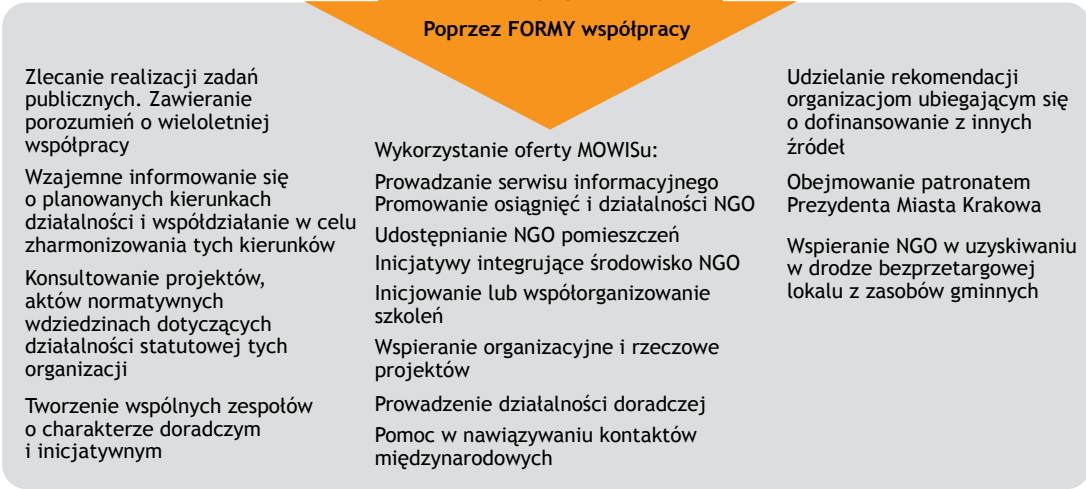 Poprzez FORMY współpracy
Zlecanie realizacji zadań
publicznych. Zawieranie
porozumień o wieloletniej
współpracy
Wzajemne informowanie się
o planowanych kierunkach
działalności i współdziałanie w celu
zharmonizowania tych kierunków
Konsultowanie projektów,
aktów normatywnych
wdziedzinach dotyczących
działalności statutowej tych
organizacji
Tworzenie wspólnych zespołów
o charakterze doradczym
i inicjatywnym
Wykorzystanie oferty MOWISu:
Prowadzanie serwisu informacyjnego
Promowanie osiągnięć i działalności NGO
Udostępnianie NGO pomieszczeń
Inicjatywy integrujące środowisko NGO
Inicjowanie lub współorganizowanie
szkoleń
Wspieranie organizacyjne i rzeczowe
projektów
Prowadzenie działalności doradczej
Pomoc w nawiązywaniu kontaktów
międzynarodowych
Udzielanie rekomendacji
organizacjom ubiegającym się
o dofinansowanie z innych
źródeł
Obejmowanie patronatem
Prezydenta Miasta Krakowa
Wspieranie NGO w uzyskiwaniu
w drodze bezprzetargowej
lokalu z zasobów gminnych